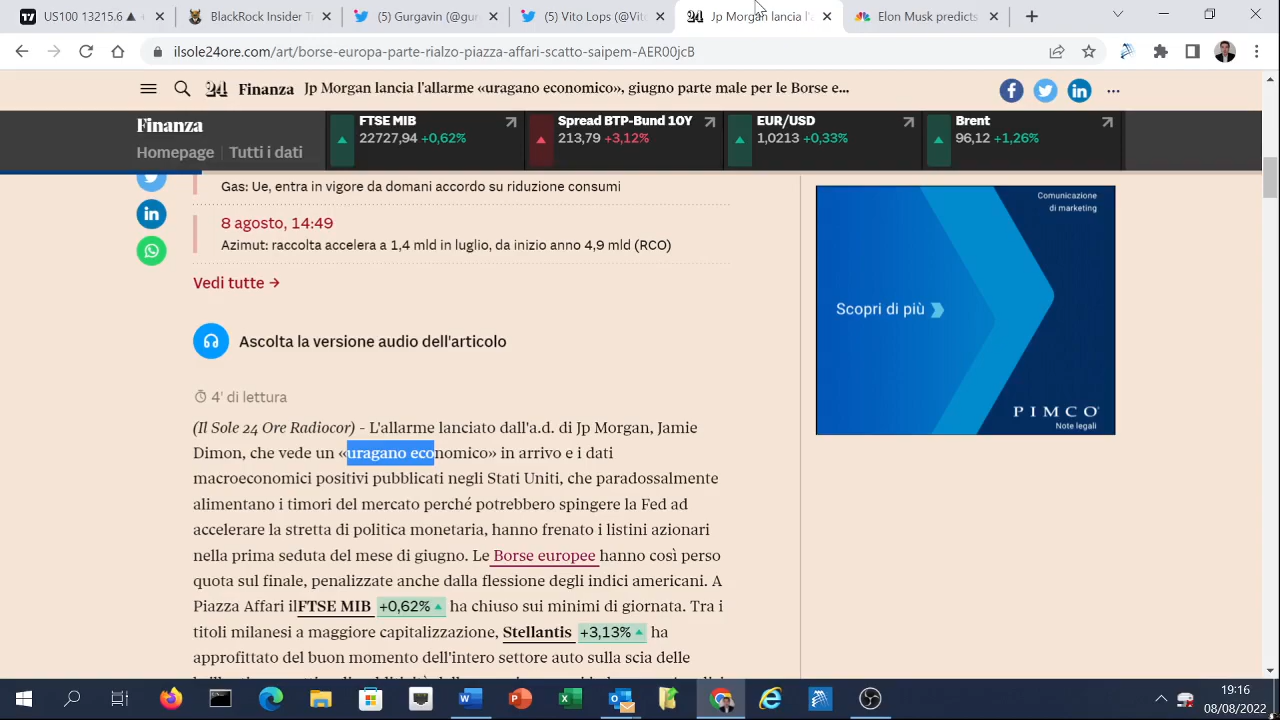 US100 11,803
BlackRock Insider T
(5) Gurgavin (@gur
(5) Vito Lops (@Vit
24
Jp Morgan lancia l'
Elon Musk predicts
ilsole24ore.com/art/borse-europa-parte-rialzo-piazza-affari-scatto-saipem-AER00jcB
24 Finanza Jp Morgan lancia l'allarme «uragano economico», giugno parte male per le Borse e...
Finanza
Homepage Tutti i dati
FTSE MIB
22727,94 +0,62%
Spread BTP-Bund 10Y
213,79 +3,12%
EUR/USD
1,0213 +0,33%
Brent
96,12 +1,26%
Gas: Ue, entra in vigore da domani accordo su riduzione consumi
8 agosto, 14:49
Azimut: raccolta accelera a 1,4 mld in luglio, da inizio anno 4,9 mld (RCO)
Vedi tutte →
Ascolta la versione audio dell'articolo
4' di lettura
(Il Sole 24 Ore Radiocor) - L'allarme lanciato dall'a.d. di Jp Morgan, Jamie
Dimon, che vede un «uragano economico» in arrivo e i dati
macroeconomici positivi pubblicati negli Stati Uniti, che paradossalmente
alimentano i timori del mercato perché potrebbero spingere la Fed ad
accelerare la stretta di politica monetaria, hanno frenato i listini azionari
nella prima seduta del mese di giugno. Le Borse europee hanno così perso
quota sul finale, penalizzate anche dalla flessione degli indici americani. A
Piazza Affari ilFTSE MIB +0,62% ha chiuso sui minimi di giornata. Tra i
titoli milanesi a maggiore capitalizzazione, Stellantis +3,13% ha
approfittato del buon momento dell'intero settore auto sulla scia delle
Comunicazione
di marketing
Scopri di più
PIMCO
Note legali
19:16
08/08/2022